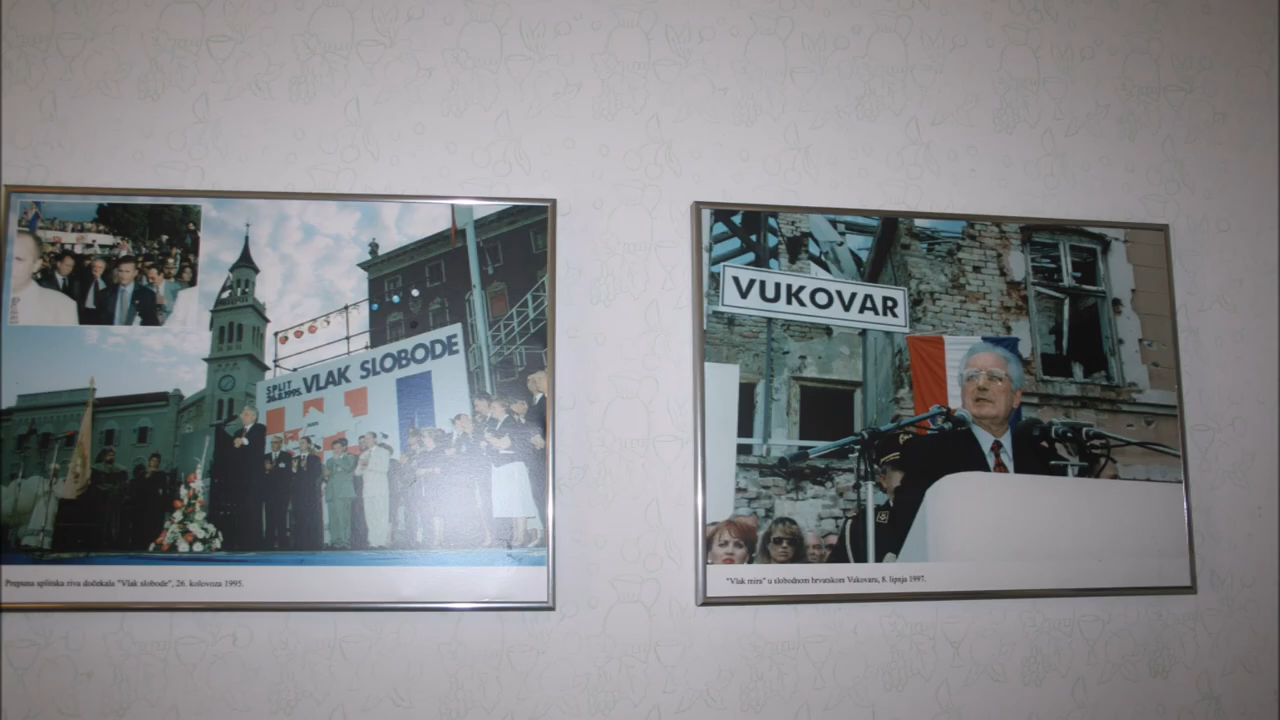 SPLIT
26.8.1995. VLAK SLOBODE
Prepuna splitska riva dočekala "Vlak slobode", 26. kolovoza 1995.
VUKOVAR
"Vlak mira" u slobodnom hrvatskom Vukovaru, 8. lipnja 1997.